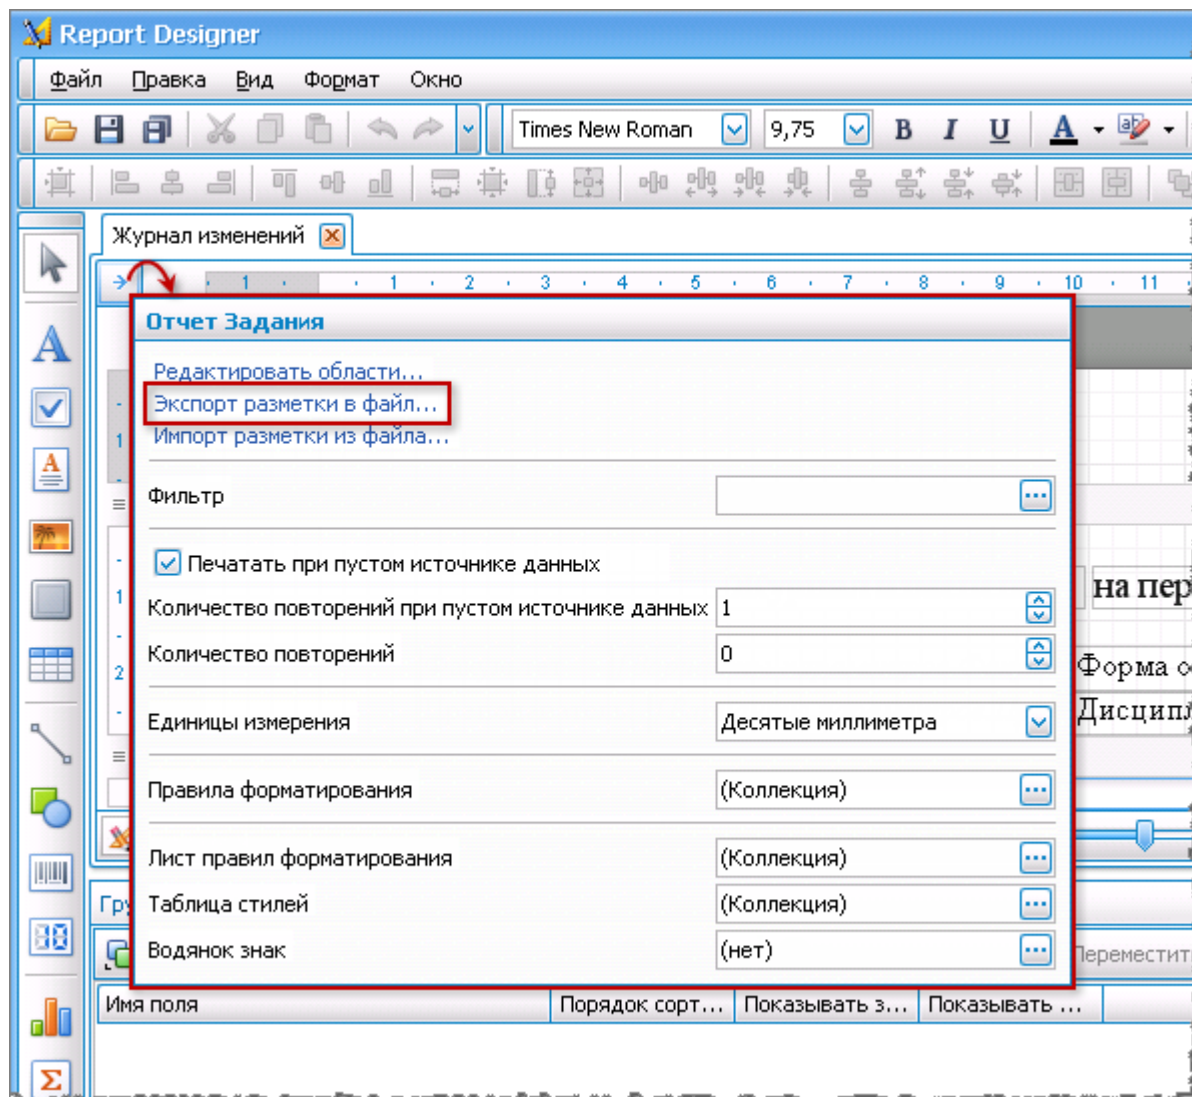 Report Designer
Файл Правка Вид Формат Окно
Times New Roman 9,75 B I U A ab
Журнал изменений
1 1 2 3 4 5 6 7 8 9 10 11
Отчет Задания
Редактировать области...
Экспорт разметки в файл...
1 Импорт разметки из файла...
Фильтр
Печатать при пустом источнике данных
1 Количество повторений при пустом источнике данных 1 на пер
2 Количество повторений 0 Форма о
Единицы измерения Десятые миллиметра Дисципл
Правила форматирования (Коллекция)
Лист правил форматирования (Коллекция)
Гру Таблица стилей (Коллекция)
Водянок знак (нет) Переместит
Имя поля Порядок сорт... Показывать з... Показывать ...